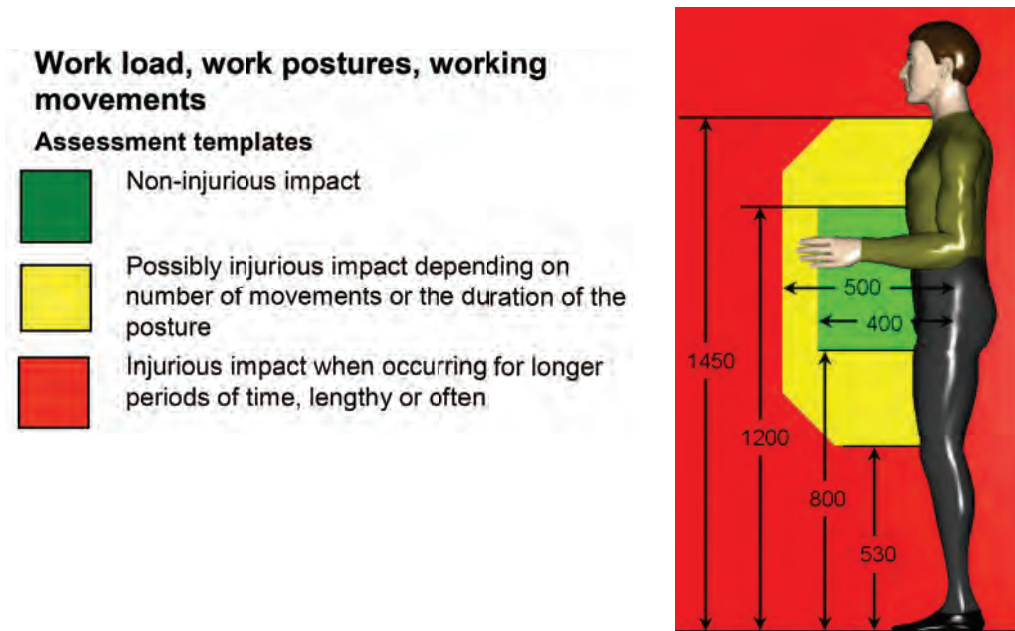 Work load, work postures, working
movements
Assessment templates
Non-injurious impact
Possibly injurious impact depending on
number of movements or the duration of the
posture
Injurious impact when occurring for longer
periods of time, lengthy or often
500
400
1450
1200
800
530